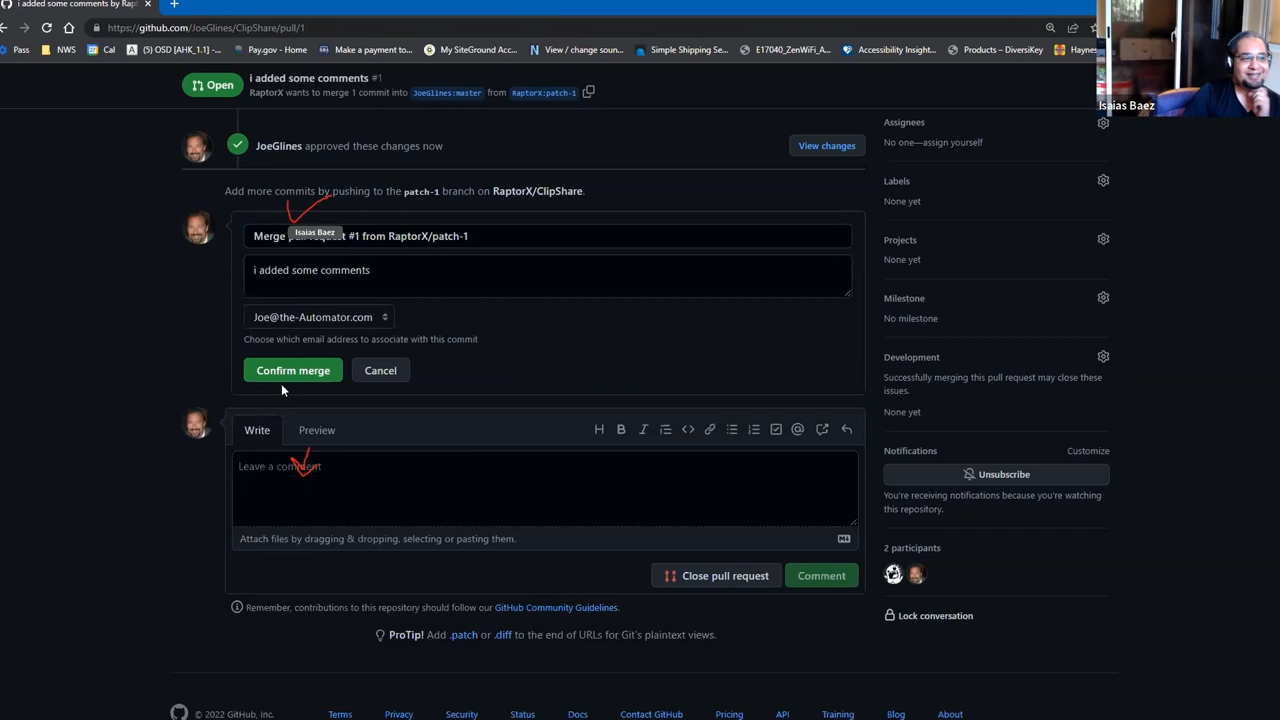 i added some comments by Rapt
https://github.com/JoeGlines/ClipShare/pull/1
Pass
NWS
Cal
(5) OSD [AHK_1.1) -...
Pay.gov - Home
Make a payment to...
My SiteGround Acc...
View / change soun...
Simple Shipping Se...
E17040_ZenWiFi_A...
Accessibility Insight...
Products – DiversiKey
Hayne
Isaias Baez
Open
i added some comments #1
RaptorX wants to merge 1 commit into JoeGlines:master from RaptorX:patch-1
JoeGlines approved these changes now
View changes
Add more commits by pushing to the patch-1 branch on RaptorX/ClipShare.
Isaias Baez
Merge pull request #1 from RaptorX/patch-1
i added some comments
Joe@the-Automator.com
Choose which email address to associate with this commit
Confirm merge
Cancel
Write
Preview
Leave a comment
Attach files by dragging & dropping, selecting or pasting them.
Close pull request
Comment
Remember, contributions to this repository should follow our GitHub Community Guidelines.
ProTip! Add .patch or .diff to the end of URLs for Git's plaintext views.
Assignees
No one—assign yourself
Labels
None yet
Projects
None yet
Milestone
No milestone
Development
Successfully merging this pull request may close these
issues.
None yet
Notifications
Customize
Unsubscribe
You're receiving notifications because you're watching
this repository.
2 participants
Lock conversation
© 2022 GitHub, Inc.
Terms
Privacy
Security
Status
Docs
Contact GitHub
Pricing
API
Training
Blog
About